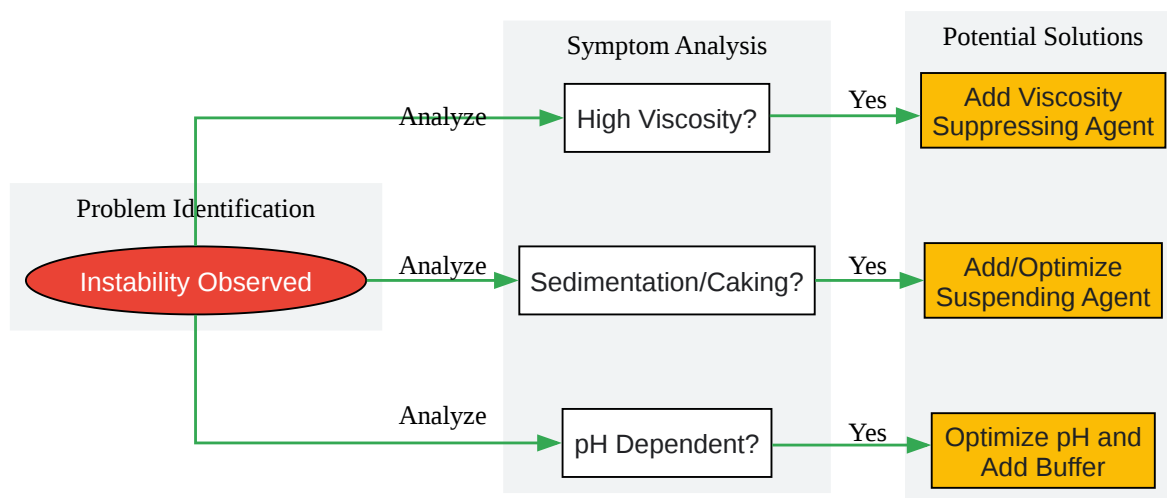 Symptom Analysis
Potential Solutions
Analyze
High Viscosity?
Yes
Add Viscosity
Suppressing Agent
Problem Identification
Instability Observed
Analyze
Sedimentation/Caking?
Yes
Add/Optimize
Suspending Agent
Analyze
pH Dependent?
Yes
Optimize pH and
Add Buffer